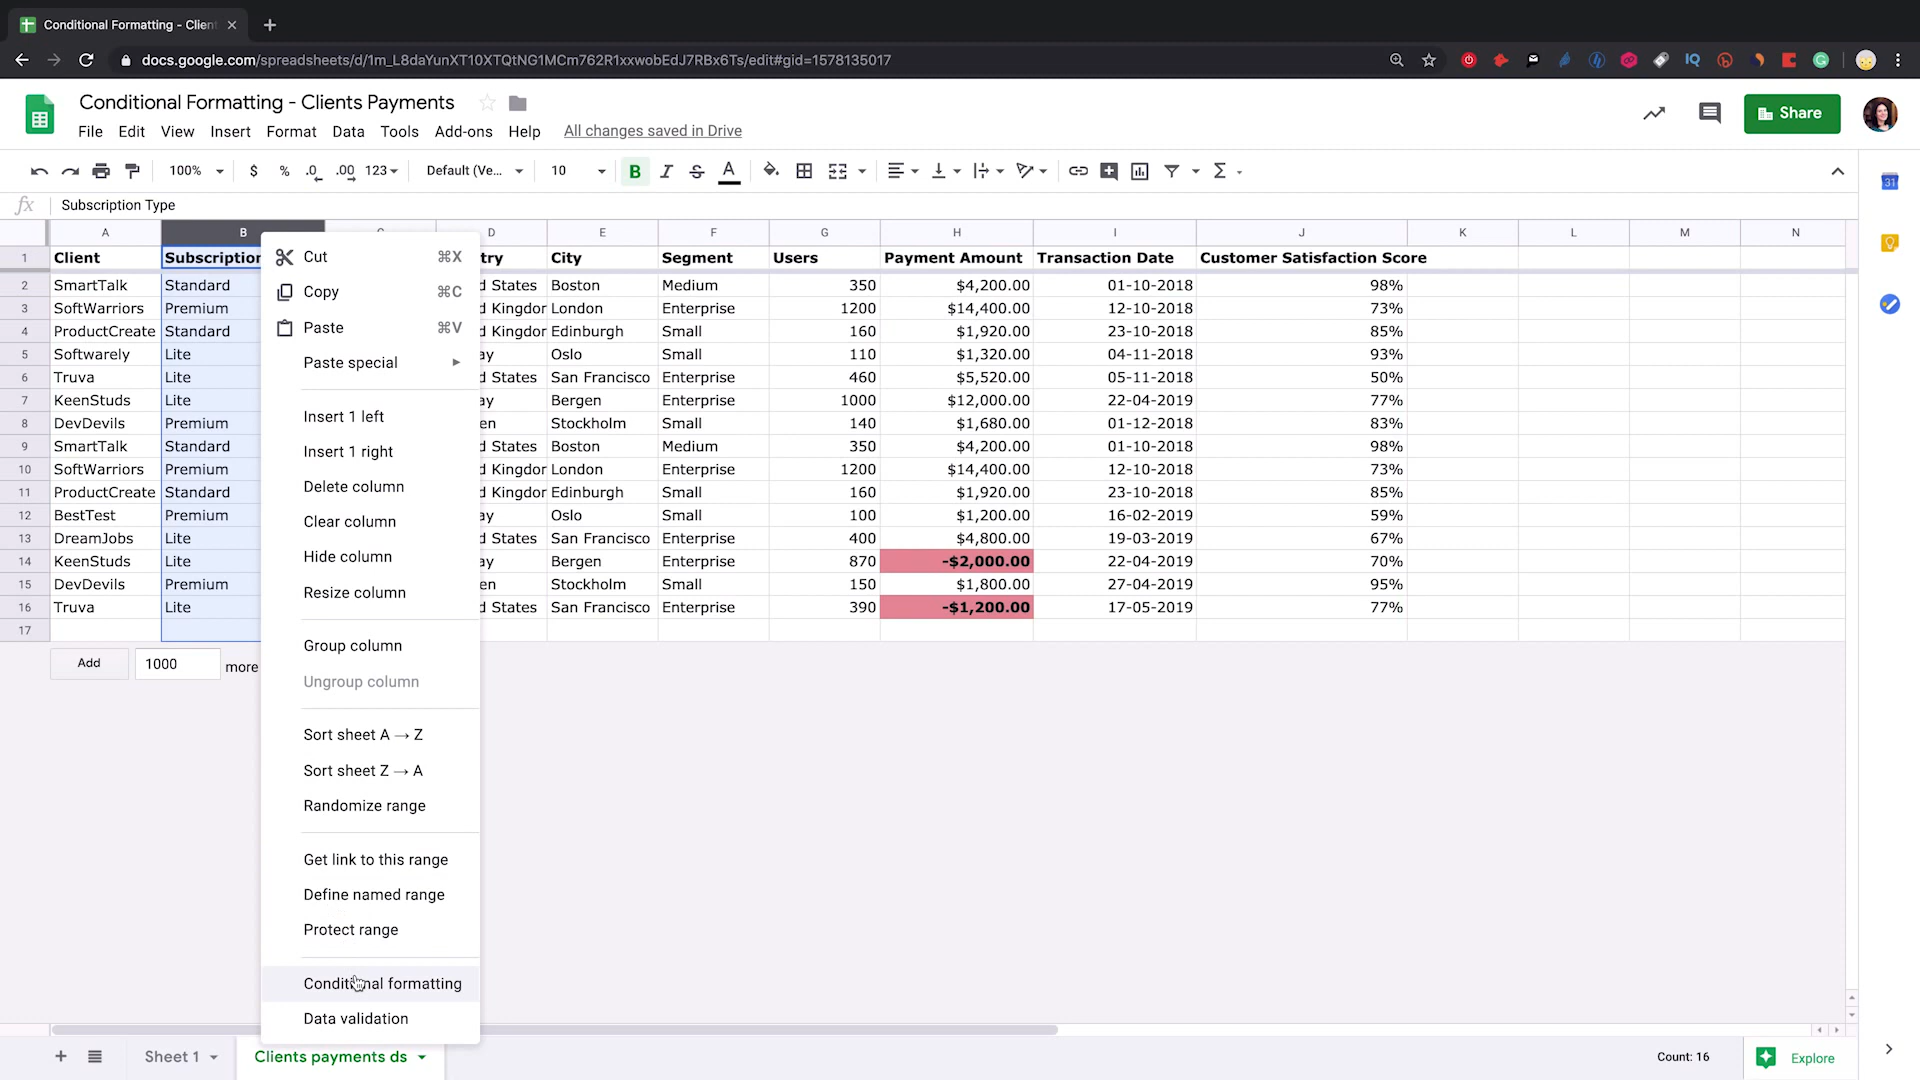 Conditional Formatting - Clien
docs.google.com/spreadsheets/d/1m_L8daYunXT10XTQtNG1MCm762R1xxwobEdJ7RBx6Ts/edit#gid=1578135017
Conditional Formatting - Clients Payments
File Edit View Insert Format Data Tools Add-ons Help All changes saved in Drive
Share
100% $ % .0 .00 123 Default (Ve... 10 B I S A Σ
fx Subscription Type
A B C D E F G H I J K L M N
1 Client Subscription try City Segment Users Payment Amount Transaction Date Customer Satisfaction Score
2 SmartTalk Standard d States Boston Medium 350 $4,200.00 01-10-2018 98%
3 SoftWarriors Premium d Kingdor London Enterprise 1200 $14,400.00 12-10-2018 73%
4 ProductCreate Standard d Kingdor Edinburgh Small 160 $1,920.00 23-10-2018 85%
5 Softwarely Lite ay Oslo Small 110 $1,320.00 04-11-2018 93%
6 Truva Lite d States San Francisco Enterprise 460 $5,520.00 05-11-2018 50%
7 KeenStuds Lite ay Bergen Enterprise 1000 $12,000.00 22-04-2019 77%
8 DevDevils Premium en Stockholm Small 140 $1,680.00 01-12-2018 83%
9 SmartTalk Standard d States Boston Medium 350 $4,200.00 01-10-2018 98%
10 SoftWarriors Premium d Kingdor London Enterprise 1200 $14,400.00 12-10-2018 73%
11 ProductCreate Standard d Kingdor Edinburgh Small 160 $1,920.00 23-10-2018 85%
12 BestTest Premium ay Oslo Small 100 $1,200.00 16-02-2019 59%
13 DreamJobs Lite d States San Francisco Enterprise 400 $4,800.00 19-03-2019 67%
14 KeenStuds Lite ay Bergen Enterprise 870 -$2,000.00 22-04-2019 70%
15 DevDevils Premium en Stockholm Small 150 $1,800.00 27-04-2019 95%
16 Truva Lite d States San Francisco Enterprise 390 -$1,200.00 17-05-2019 77%
17
Add 1000 more
Cut ⌘X
Copy ⌘C
Paste ⌘V
Paste special
Insert 1 left
Insert 1 right
Delete column
Clear column
Hide column
Resize column
Group column
Ungroup column
Sort sheet A → Z
Sort sheet Z → A
Randomize range
Get link to this range
Define named range
Protect range
Conditional formatting
Data validation
Sheet 1 Clients payments ds Count: 16 Explore
31
IQ